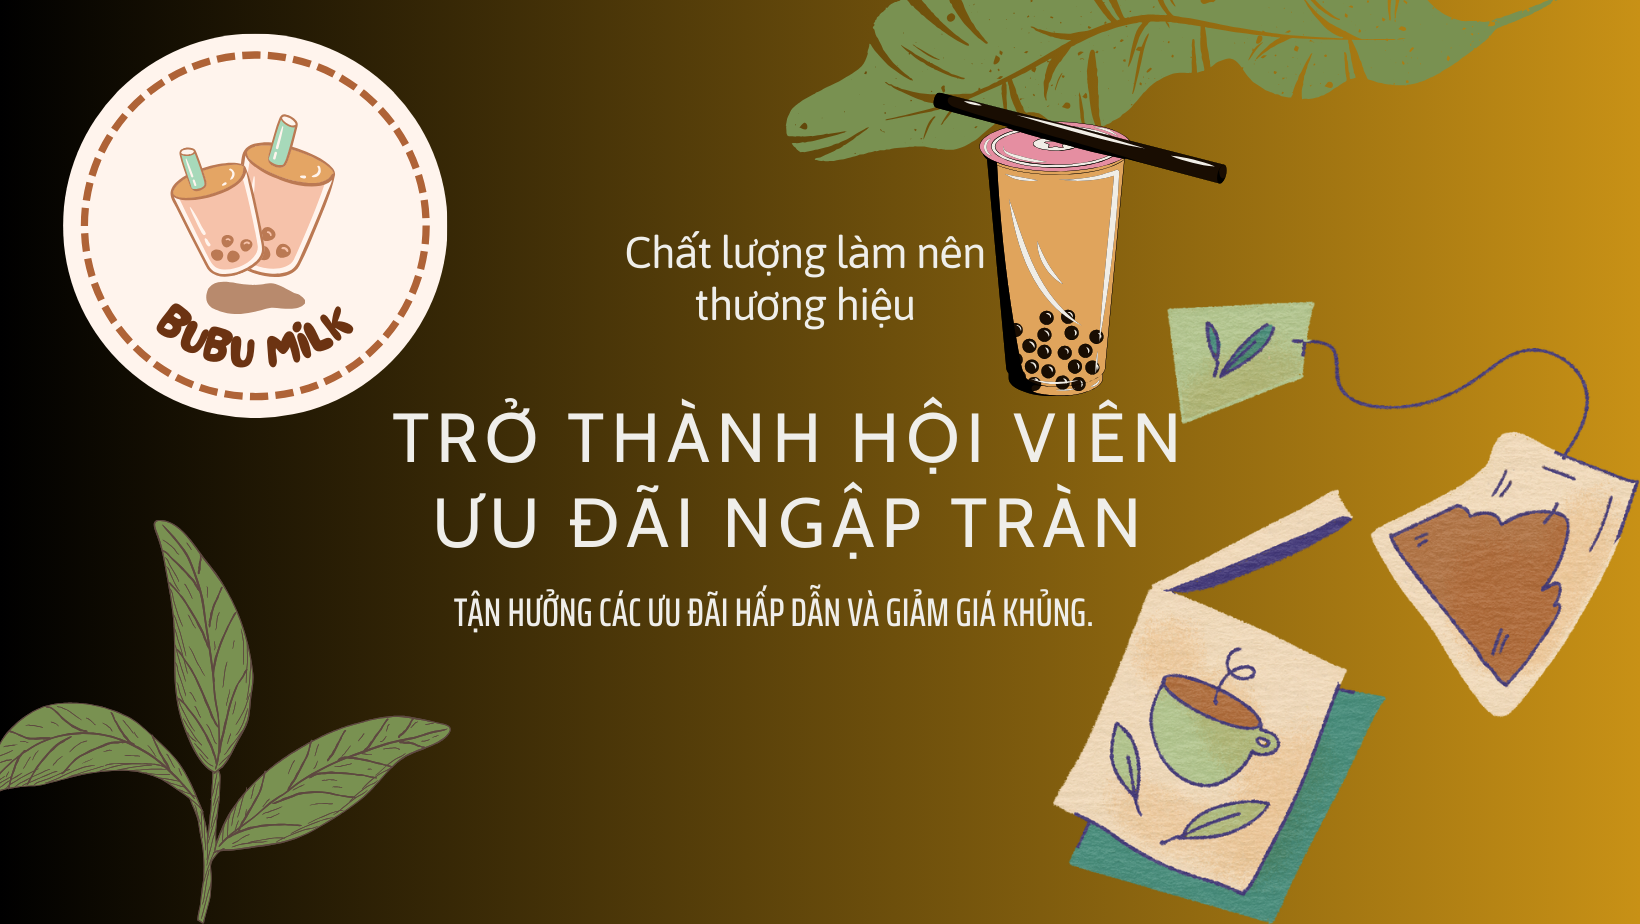 BUBU MiLK
Chất lượng làm nên
thương hiệu
TRỞ THÀNH HỘI VIÊN
ƯU ĐÃI NGẬP TRÀN
TẬN HƯỞNG CÁC ƯU ĐÃI HẤP DẪN VÀ GIẢM GIÁ KHỦNG.